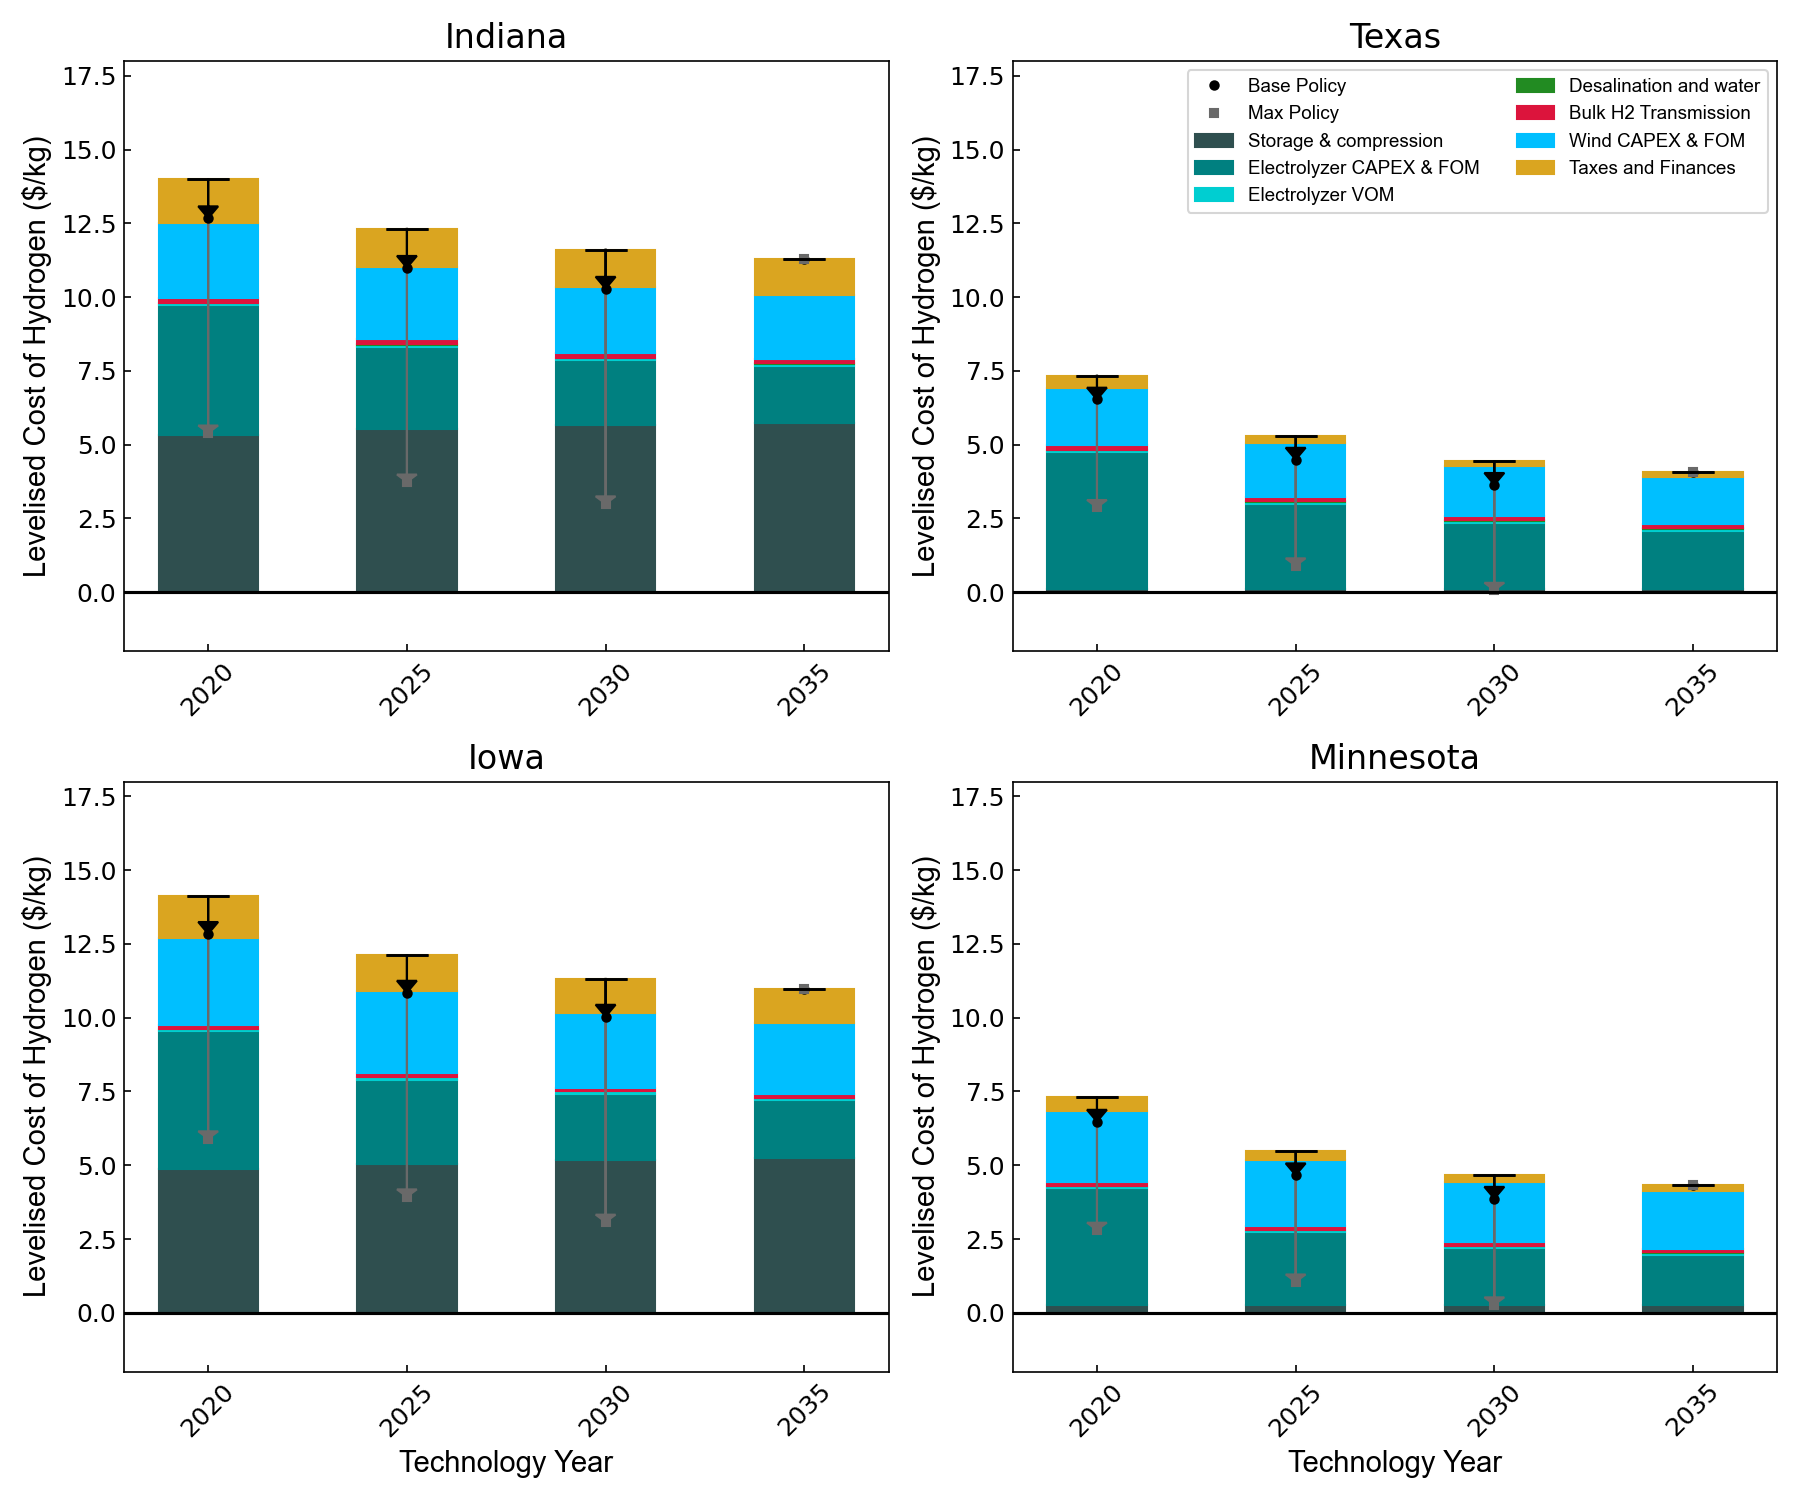 Indiana
Levelised Cost of Hydrogen ($/kg)
17.5
15.0
12.5
10.0
7.5
5.0
2.5
0.0
2020
2025
2030
2035
Texas
Levelised Cost of Hydrogen ($/kg)
17.5
15.0
12.5
10.0
7.5
5.0
2.5
0.0
Base Policy
Max Policy
Storage & compression
Electrolyzer CAPEX & FOM
Electrolyzer VOM
Desalination and water
Bulk H2 Transmission
Wind CAPEX & FOM
Taxes and Finances
2020
2025
2030
2035
Iowa
Levelised Cost of Hydrogen ($/kg)
17.5
15.0
12.5
10.0
7.5
5.0
2.5
0.0
2020
2025
2030
2035
Technology Year
Minnesota
Levelised Cost of Hydrogen ($/kg)
17.5
15.0
12.5
10.0
7.5
5.0
2.5
0.0
2020
2025
2030
2035
Technology Year